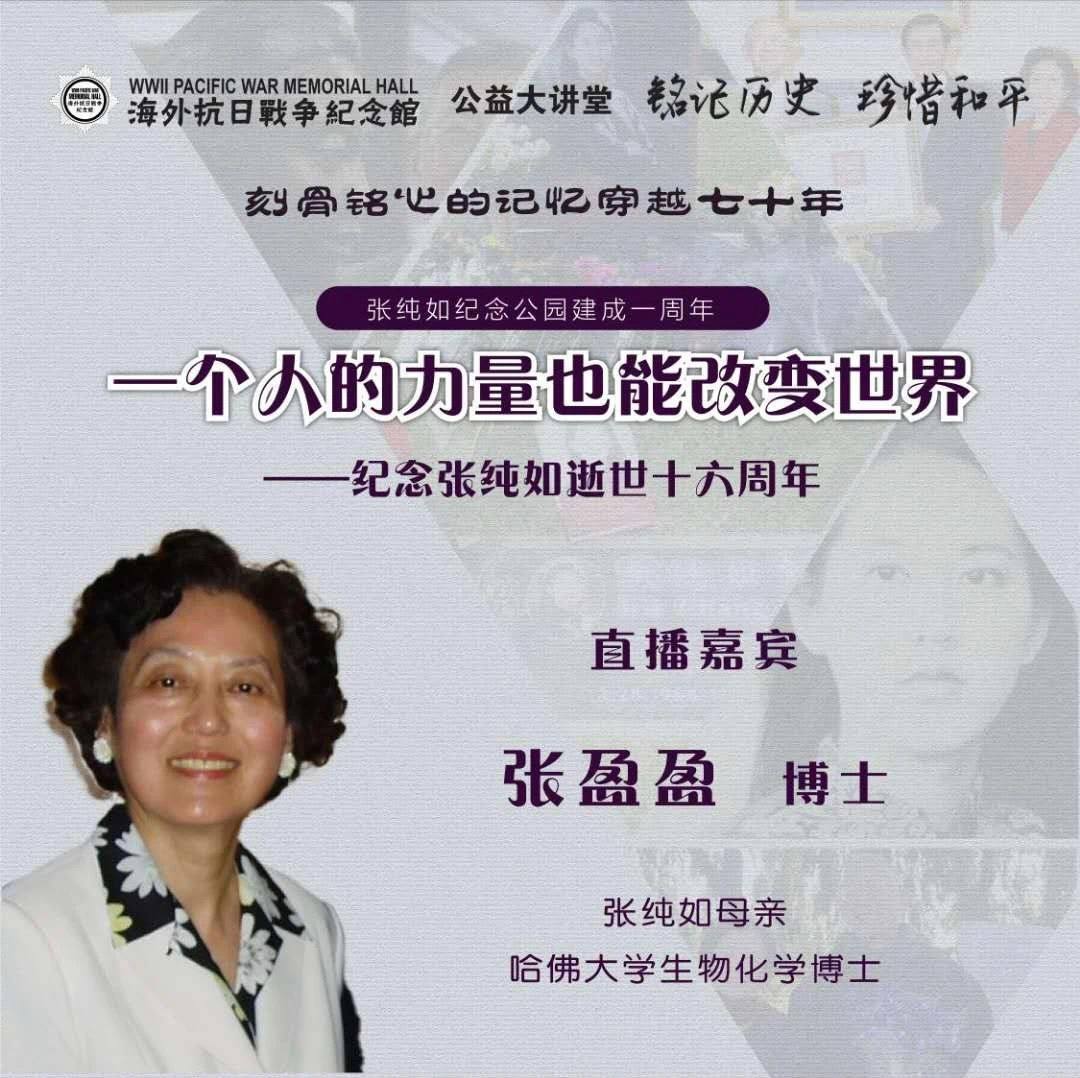 WWII PACIFIC WAR MEMORIAL HALL
海外抗日戰争紀念館
公益大讲堂 铭记历史 珍惜和平
刻骨铭心的记忆穿越七十年
张纯如纪念公园建成一周年
一个人的力量也能改变世界
——纪念张纯如逝世十六周年
直播嘉宾
张盈盈 博士
张纯如母亲
哈佛大学生物化学博士